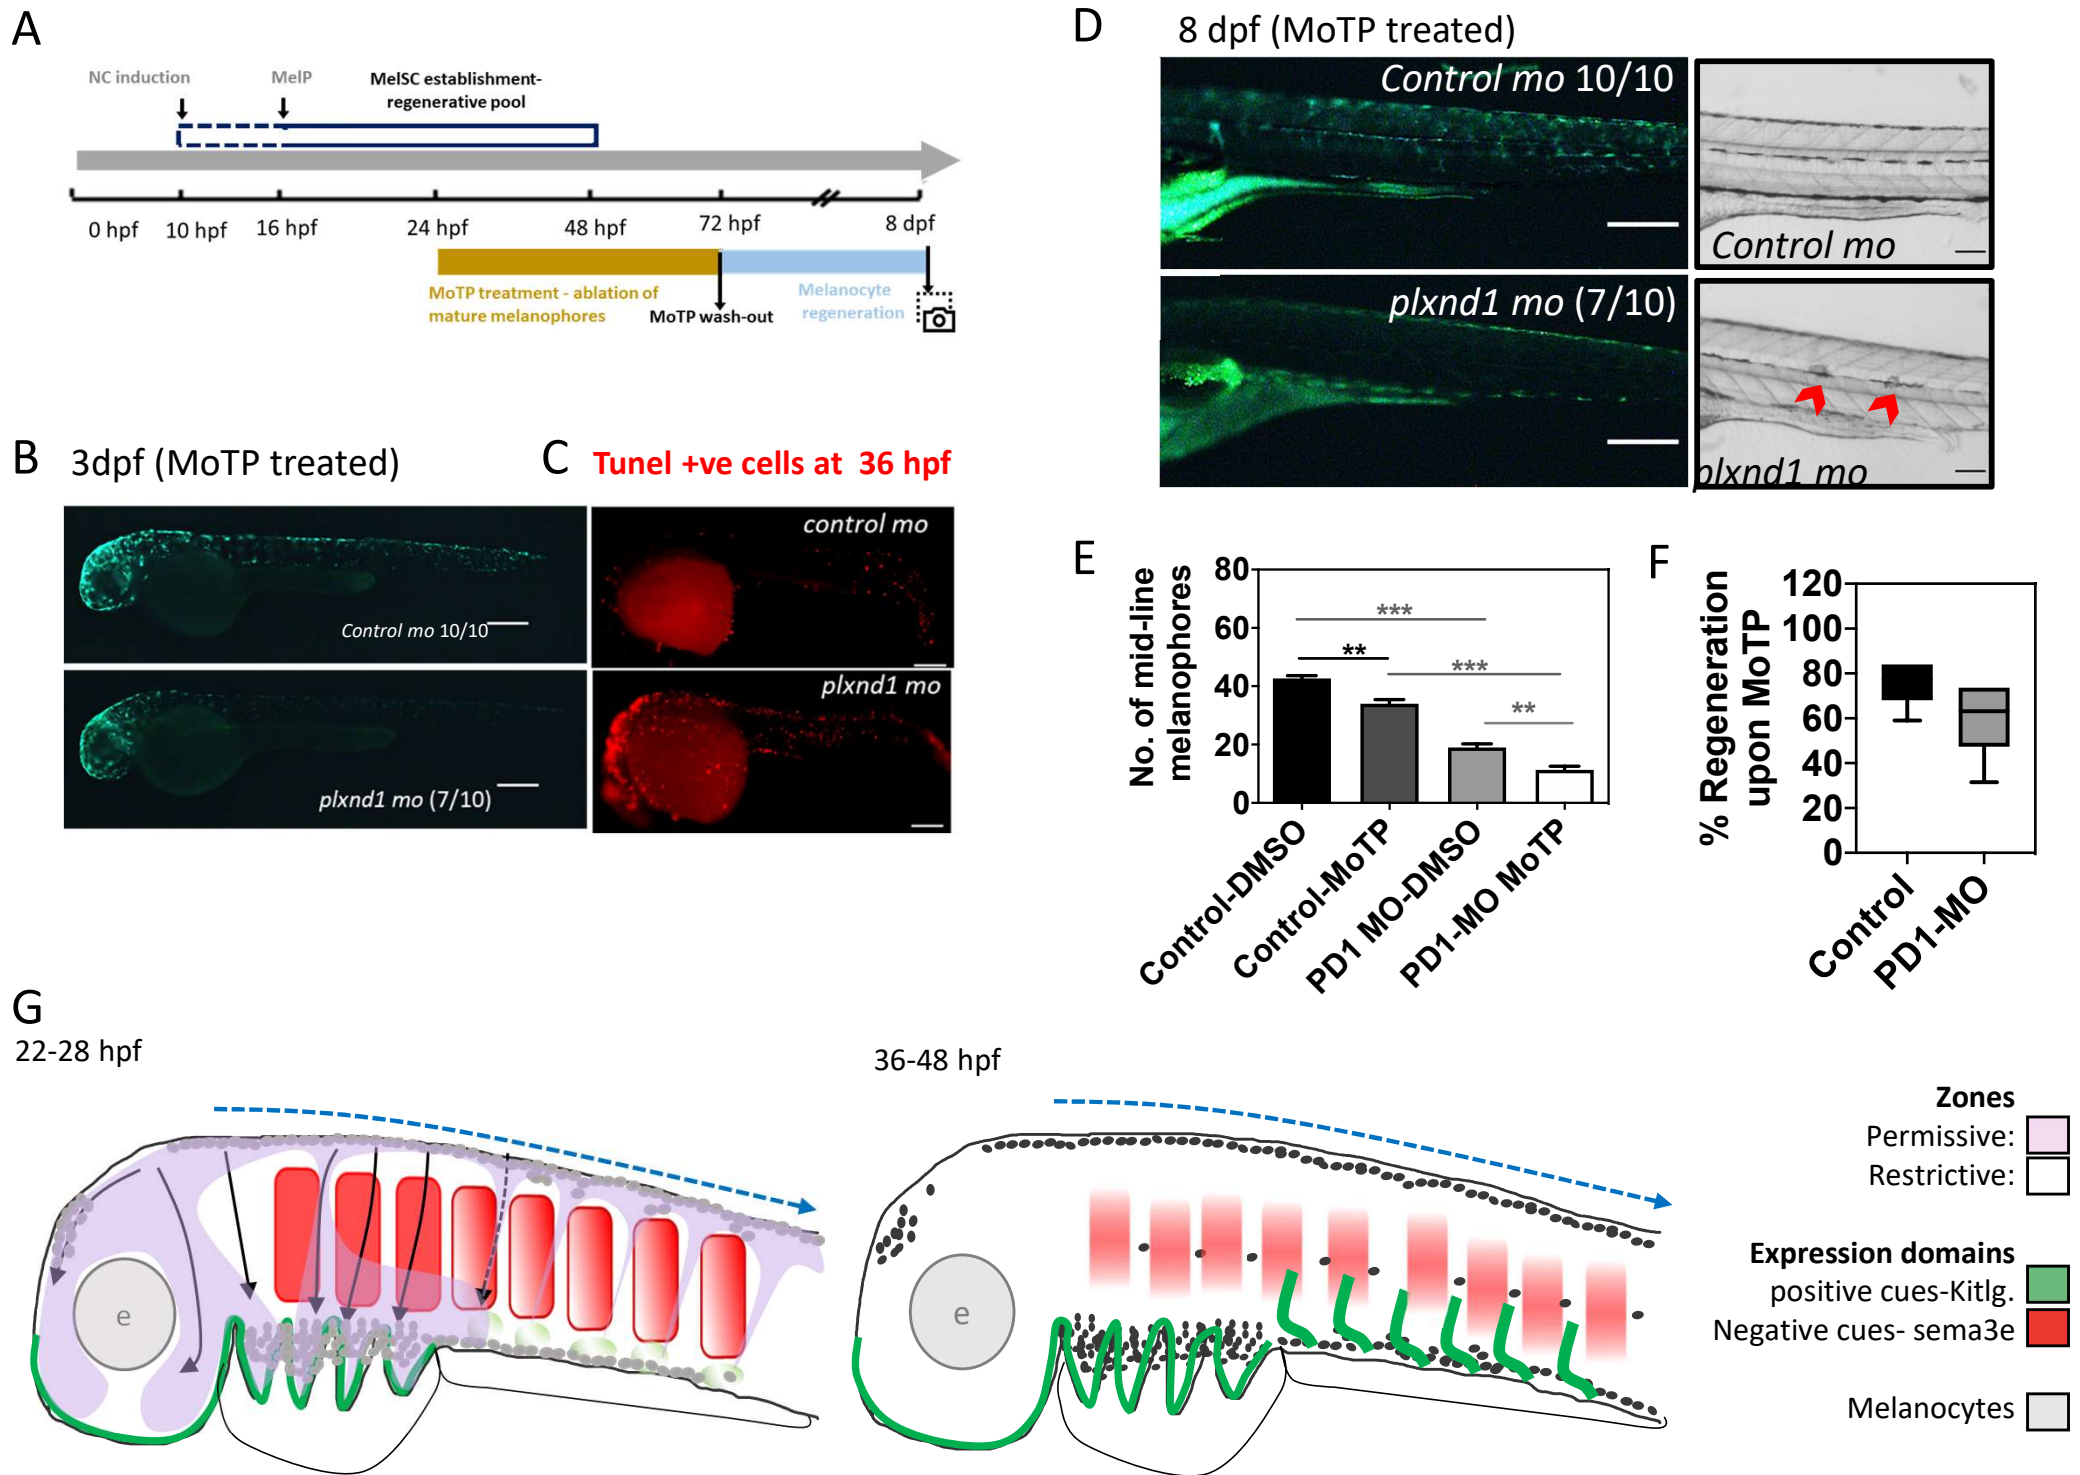 A
NC induction
MelP
MelSC establishment-
regenerative pool
0 hpf
10 hpf
16 hpf
24 hpf
48 hpf
72 hpf
8 dpf
MoTP treatment - ablation of
mature melanophores
MoTP wash-out
Melanocyte
regeneration
B
3dpf (MoTP treated)
Control mo 10/10
plxnd1 mo (7/10)
C
Tunel +ve cells at 36 hpf
control mo
plxnd1 mo
D
8 dpf (MoTP treated)
Control mo 10/10
Control mo
plxnd1 mo (7/10)
plxnd1 mo
E
No. of mid-line
melanophores
80
60
40
20
0
***
**
***
**
Control-DMSO
Control-MoTP
PD1 MO-DMSO
PD1-MO MoTP
F
% Regeneration
upon MoTP
120
100
80
60
40
20
0
Control
PD1-MO
G
22-28 hpf
e
36-48 hpf
e
Zones
Permissive:
Restrictive:
Expression domains
positive cues-Kitlg.
Negative cues- sema3e
Melanocytes